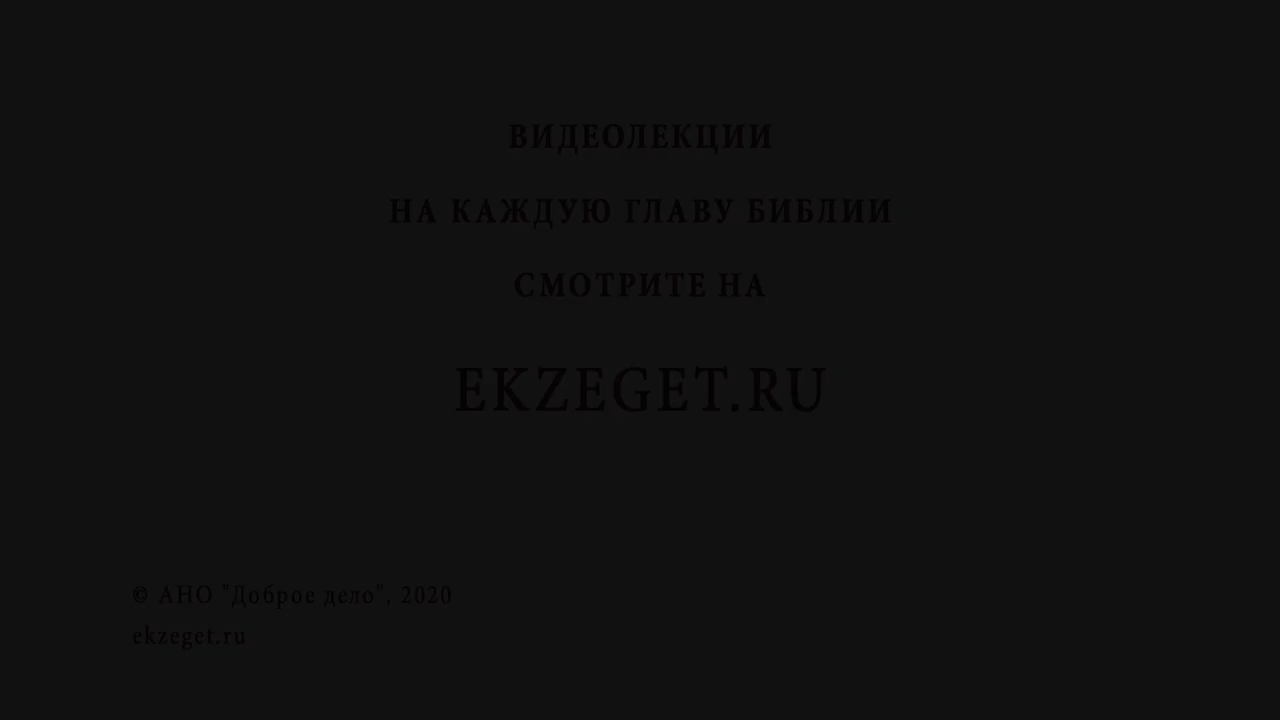 ВИДЕОЛЕКЦИИ
НА КАЖДУЮ ГЛАВУ БИБЛИИ
СМОТРИТЕ НА
EKZEGET.RU
© АНО "Доброе дело", 2020
ekzeget.ru